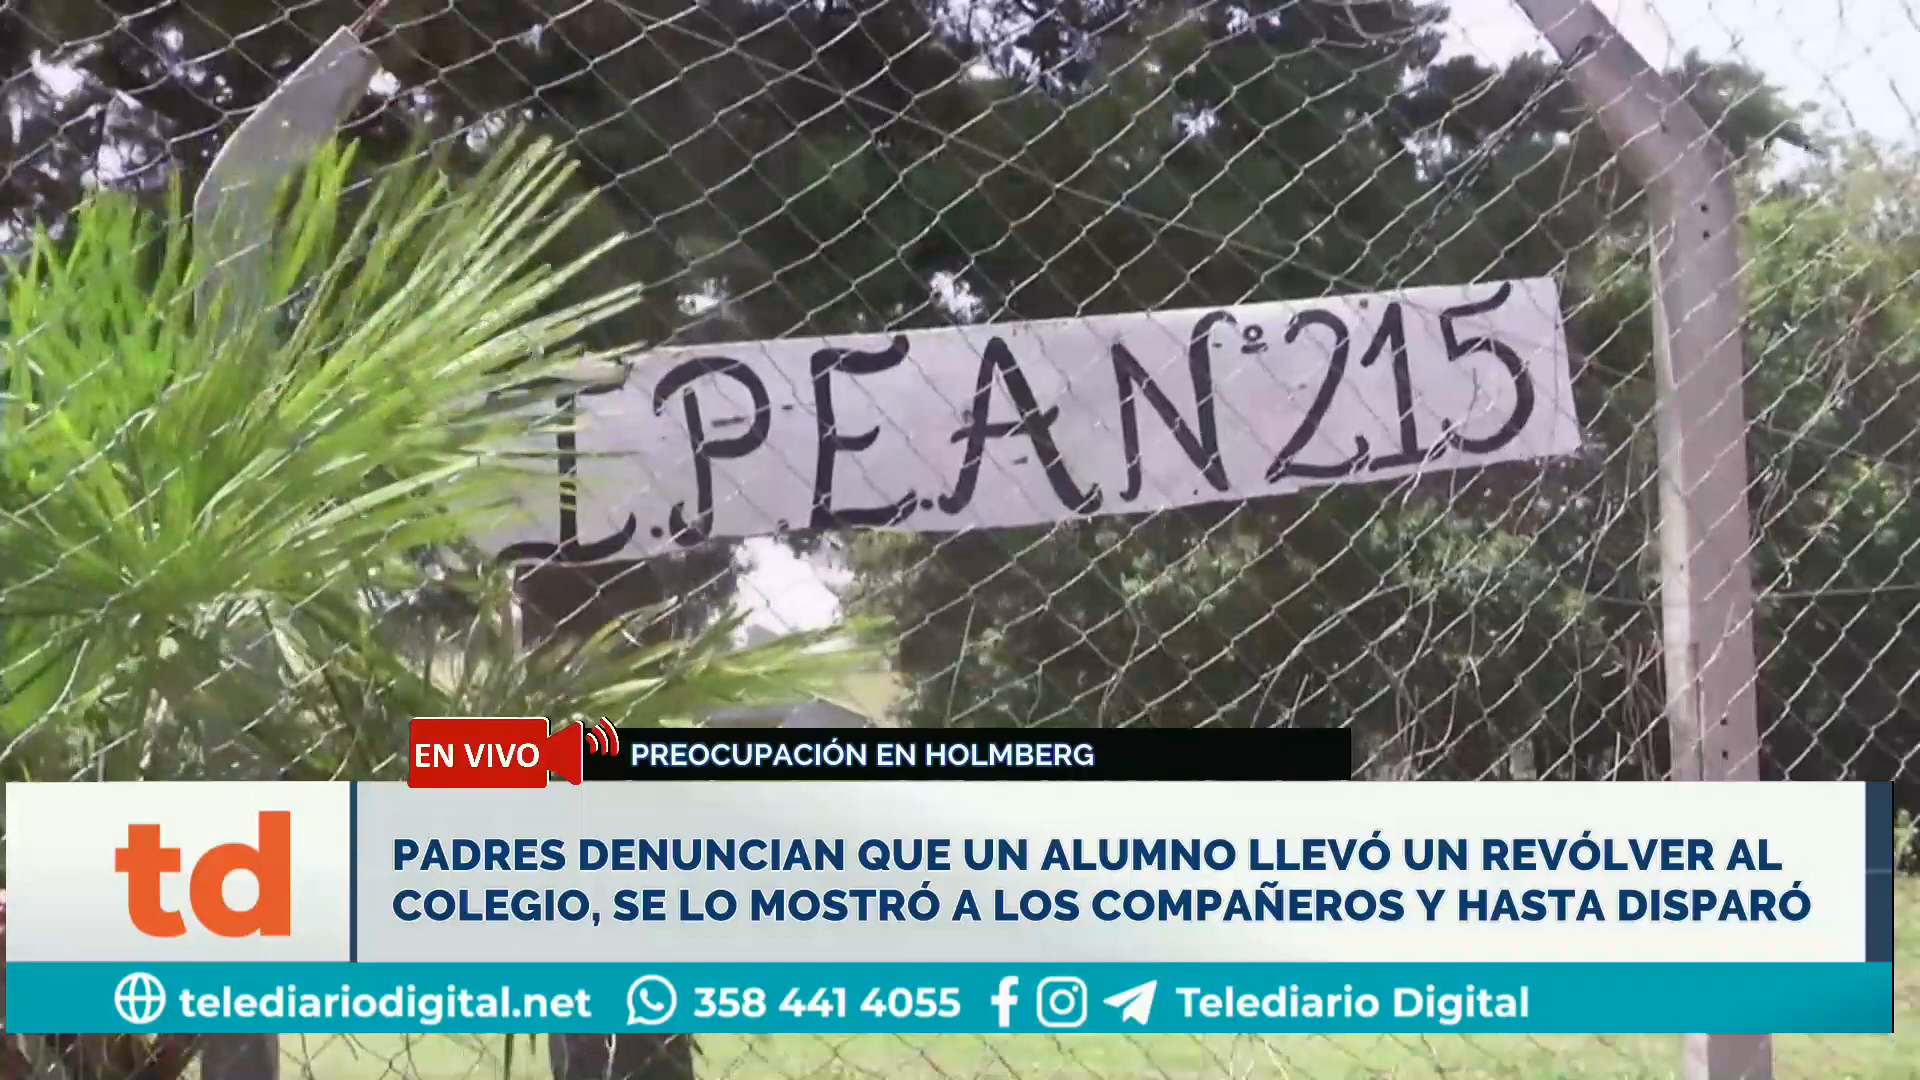 I.P.E.A Nº 215
EN VIVO
PREOCUPACIÓN EN HOLMBERG
td
PADRES DENUNCIAN QUE UN ALUMNO LLEVÓ UN REVÓLVER AL
COLEGIO, SE LO MOSTRÓ A LOS COMPAÑEROS Y HASTA DISPARÓ
telediariodigital.net 358 441 4055 Telediario Digital